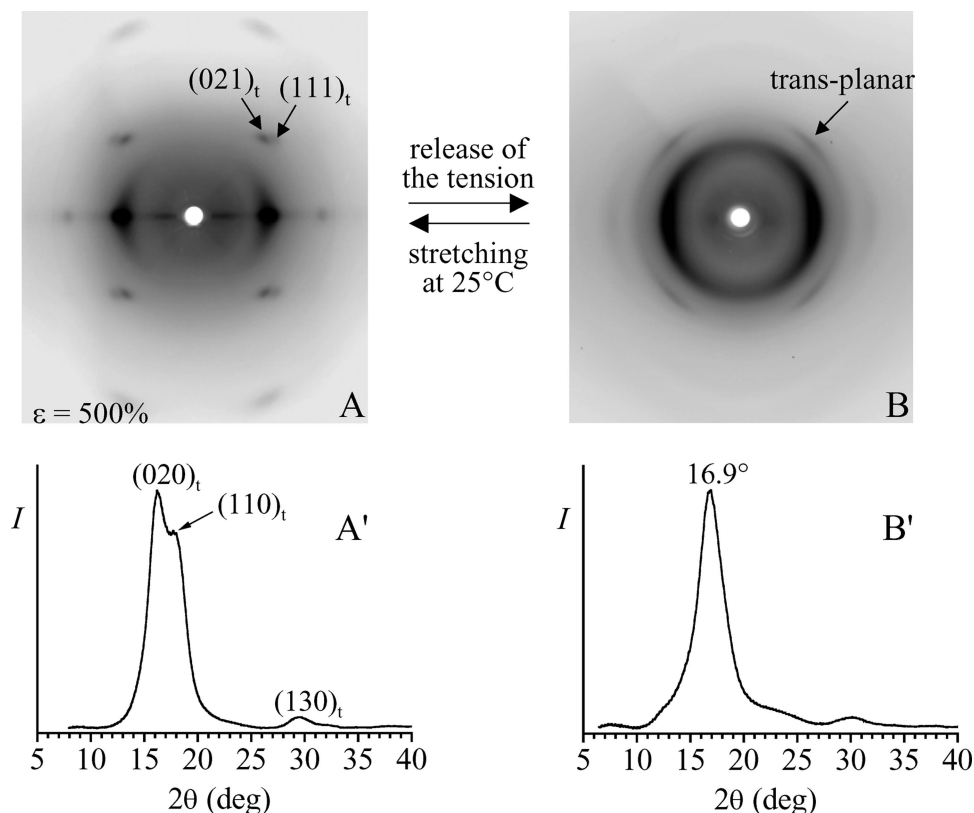 (021)t
(111)t
ε = 500%
A
release of
the tension
stretching
at 25°C
trans-planar
B
(020)t
(110)t
(130)t
A'
I
5 10 15 20 25 30 35 40
2θ (deg)
16.9°
B'
I
5 10 15 20 25 30 35 40
2θ (deg)